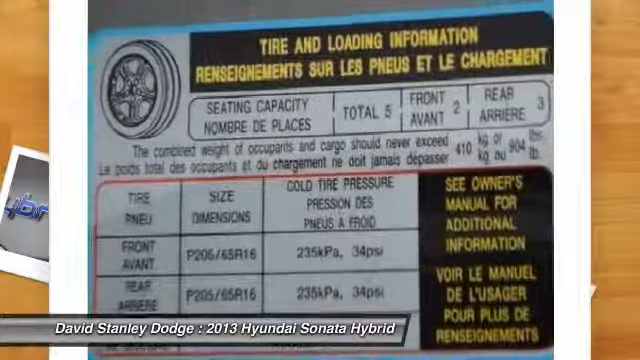 TIRE AND LOADING INFORMATION
RENSEIGNEMENTS SUR LES PNEUS ET LE CHARGEMENT
SEATING CAPACITY
NOMBRE DE PLACES
TOTAL 5
FRONT
AVANT
2
REAR
ARRIÈRE
3
The combined weight of occupants and cargo should never exceed
Le poids total des occupants et du chargement ne doit jamais dépasser
410 kg or 904 lbs
kg ou lb.
TIRE
PNEU
SIZE
DIMENSIONS
COLD TIRE PRESSURE
PRESSION DES
PNEUS A FROID
SEE OWNER'S
MANUAL FOR
ADDITIONAL
INFORMATION
FRONT
AVANT
P205/65R16
235kPa, 34psi
REAR
ARRIÈRE
P205/65R16
235kPa, 34psi
VOIR LE MANUEL
DE L'USAGER
POUR PLUS DE
RENSEIGNEMENTS
David Stanley Dodge : 2013 Hyundai Sonata Hybrid